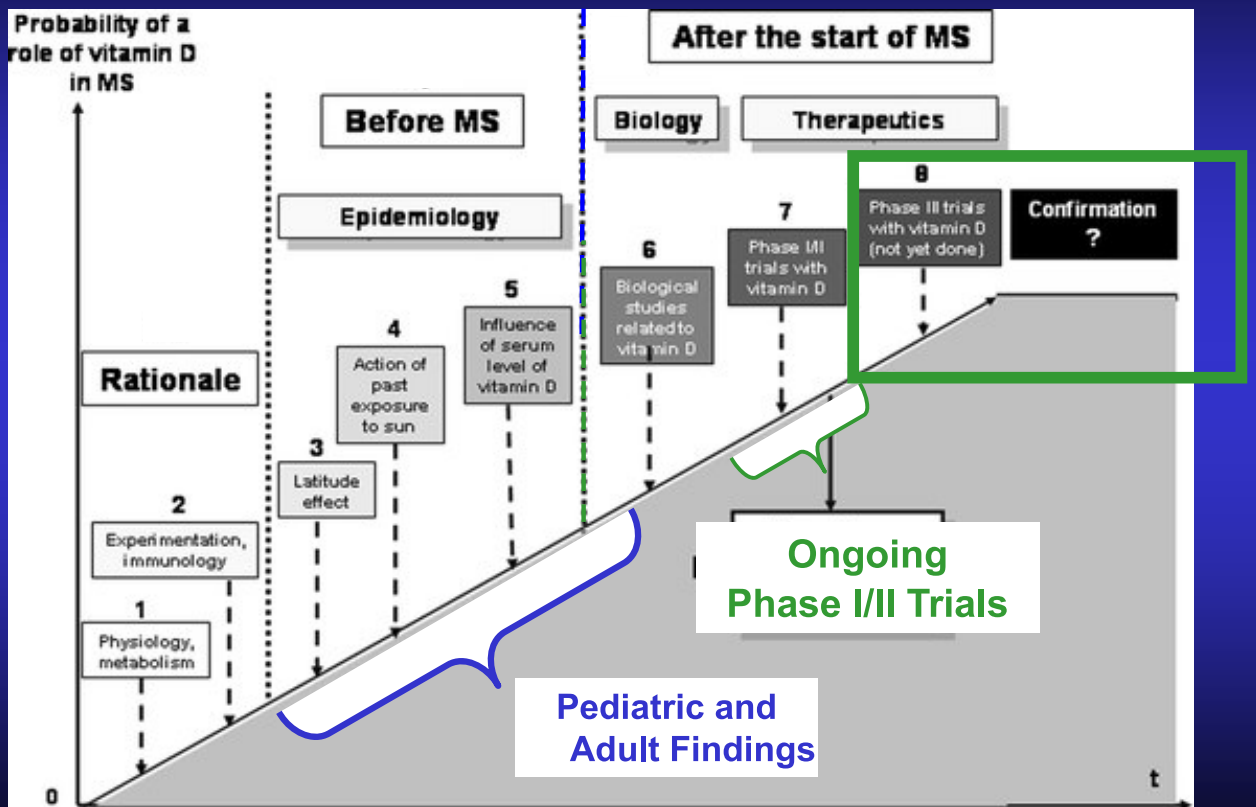 Probability of a
role of vitamin D
in MS
Before MS
After the start of MS
Biology
Therapeutics
Epidemiology
Rationale
1
Physiology,
metabolism
2
Experimentation,
immunology
3
Latitude
effect
4
Action of
past
exposure
to sun
5
Influence
of serum
level of
vitamin D
6
Biological
studies
related to
vitamin D
7
Phase I/II
trials with
vitamin D
8
Phase III trials
with vitamin D
(not yet done)
Confirmation
?
Ongoing
Phase I/II Trials
Pediatric and
Adult Findings
0
t